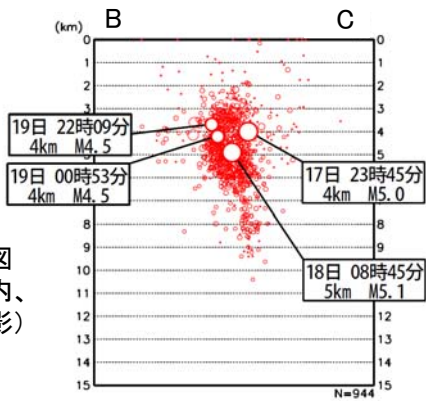 B C
(km)
0 0
1 1
2 2
3 3
4 4
5 5
6 6
7 7
8 8
9 9
10 10
11 11
12 12
13 13
14 14
15 15
19日 22時09分
4km M4.5
19日 00時53分
4km M4.5
17日 23時45分
4km M5.0
18日 08時45分
5km M5.1
図
内、
影）
N=944